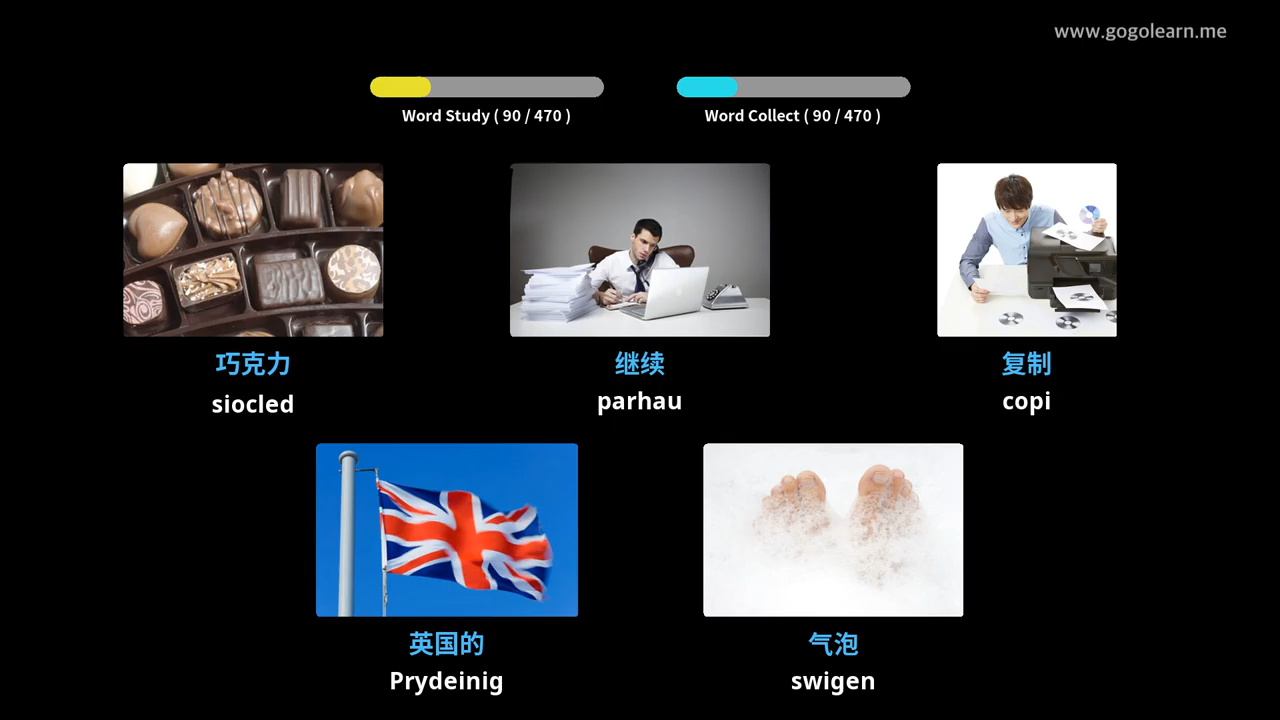 www.gogolearn.me
Word Study ( 90 / 470 )
Word Collect ( 90 / 470 )
巧克力
siocled
继续
parhau
复制
copi
英国的
Prydeinig
气泡
swigen